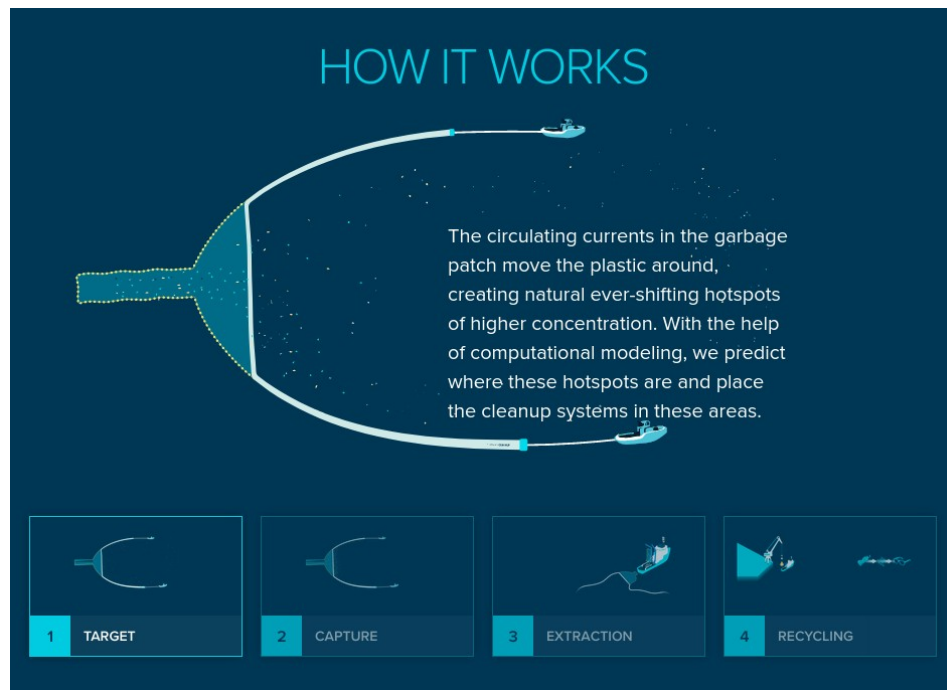 HOW IT WORKS
The circulating currents in the garbage
patch move the plastic around,
creating natural ever-shifting hotspots
of higher concentration. With the help
of computational modeling, we predict
where these hotspots are and place
the cleanup systems in these areas.
1 TARGET
2 CAPTURE
3 EXTRACTION
4 RECYCLING